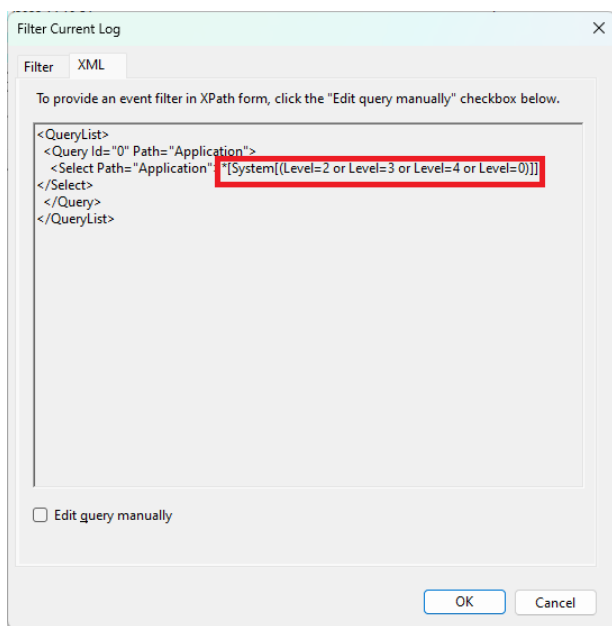 Filter Current Log
Filter XML
To provide an event filter in XPath form, click the "Edit query manually" checkbox below.
<QueryList>
<Query Id="0" Path="Application">
<Select Path="Application" *[System[(Level=2 or Level=3 or Level=4 or Level=0)]]
</Select>
</Query>
</QueryList>
Edit query manually
OK Cancel